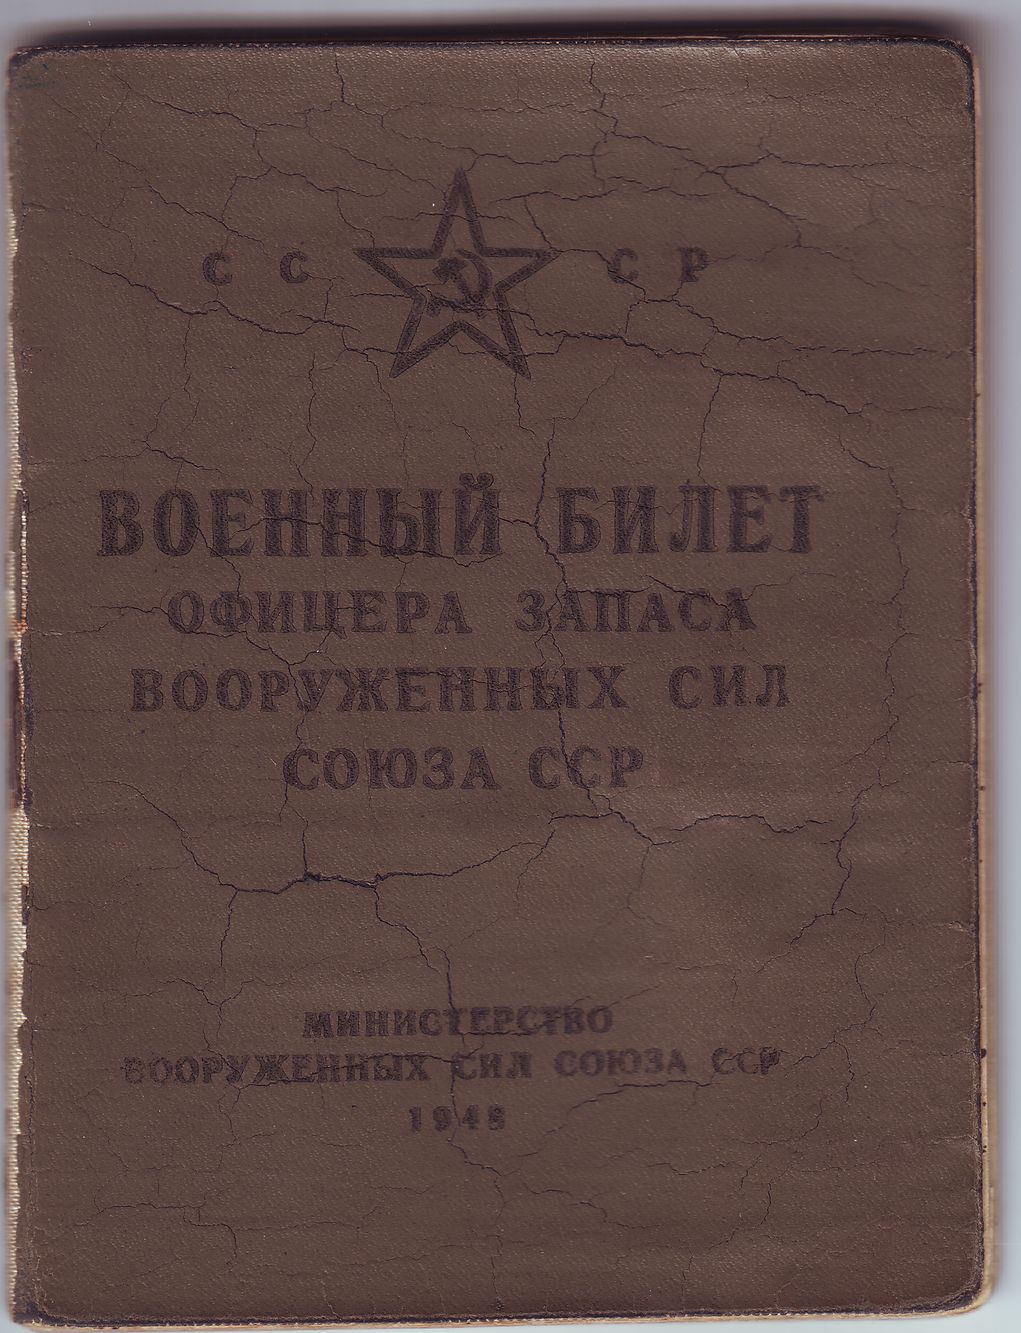 СС СР
ВОЕННЫЙ БИЛЕТ
ОФИЦЕРА ЗАПАСА
ВООРУЖЕННЫХ СИЛ
СОЮЗА ССР
МИНИСТЕРСТВО
ВООРУЖЕННЫХ СИЛ СОЮЗА ССР
1948